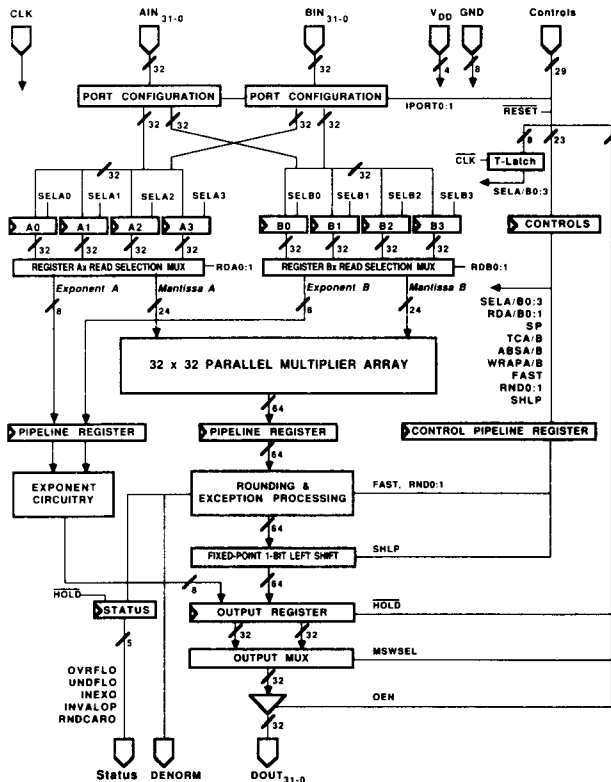 CLK AIN31-0 BIN31-0 VDD GND Controls
32 32 4 8 29
PORT CONFIGURATION PORT CONFIGURATION
IPORT0:1
32 32 32 32
RESET
8 23
CLK T-Latch
SELA/B0:3
32 32
SELA0 SELA1 SELA2 SELA3 SELB0 SELB1 SELB2 SELB3
A0 A1 A2 A3 B0 B1 B2 B3 CONTROLS
32 32 32 32 32 32 32 32
REGISTER Ax READ SELECTION MUX RDA0:1 REGISTER Bx READ SELECTION MUX RDB0:1
Exponent A Mantissa A Exponent B Mantissa B
8 24 8 24
SELA/B0:3
RDA/B0:1
SP
TCA/B
ABSA/B
WRAPA/B
FAST
RND0:1
SHLP
32 x 32 PARALLEL MULTIPLIER ARRAY
64
PIPELINE REGISTER PIPELINE REGISTER CONTROL PIPELINE REGISTER
64
EXPONENT
CIRCUITRY
ROUNDING &
EXCEPTION PROCESSING
FAST, RND0:1
64
FIXED-POINT 1-BIT LEFT SHIFT SHLP
64
8
HOLD
STATUS
OUTPUT REGISTER HOLD
5
32 32
OUTPUT MUX MSWSEL
32
OVRFLO
UNDFLO
INEXO
INVALOP
RNDCARO
OEN
32
Status DENORM DOUT31-0